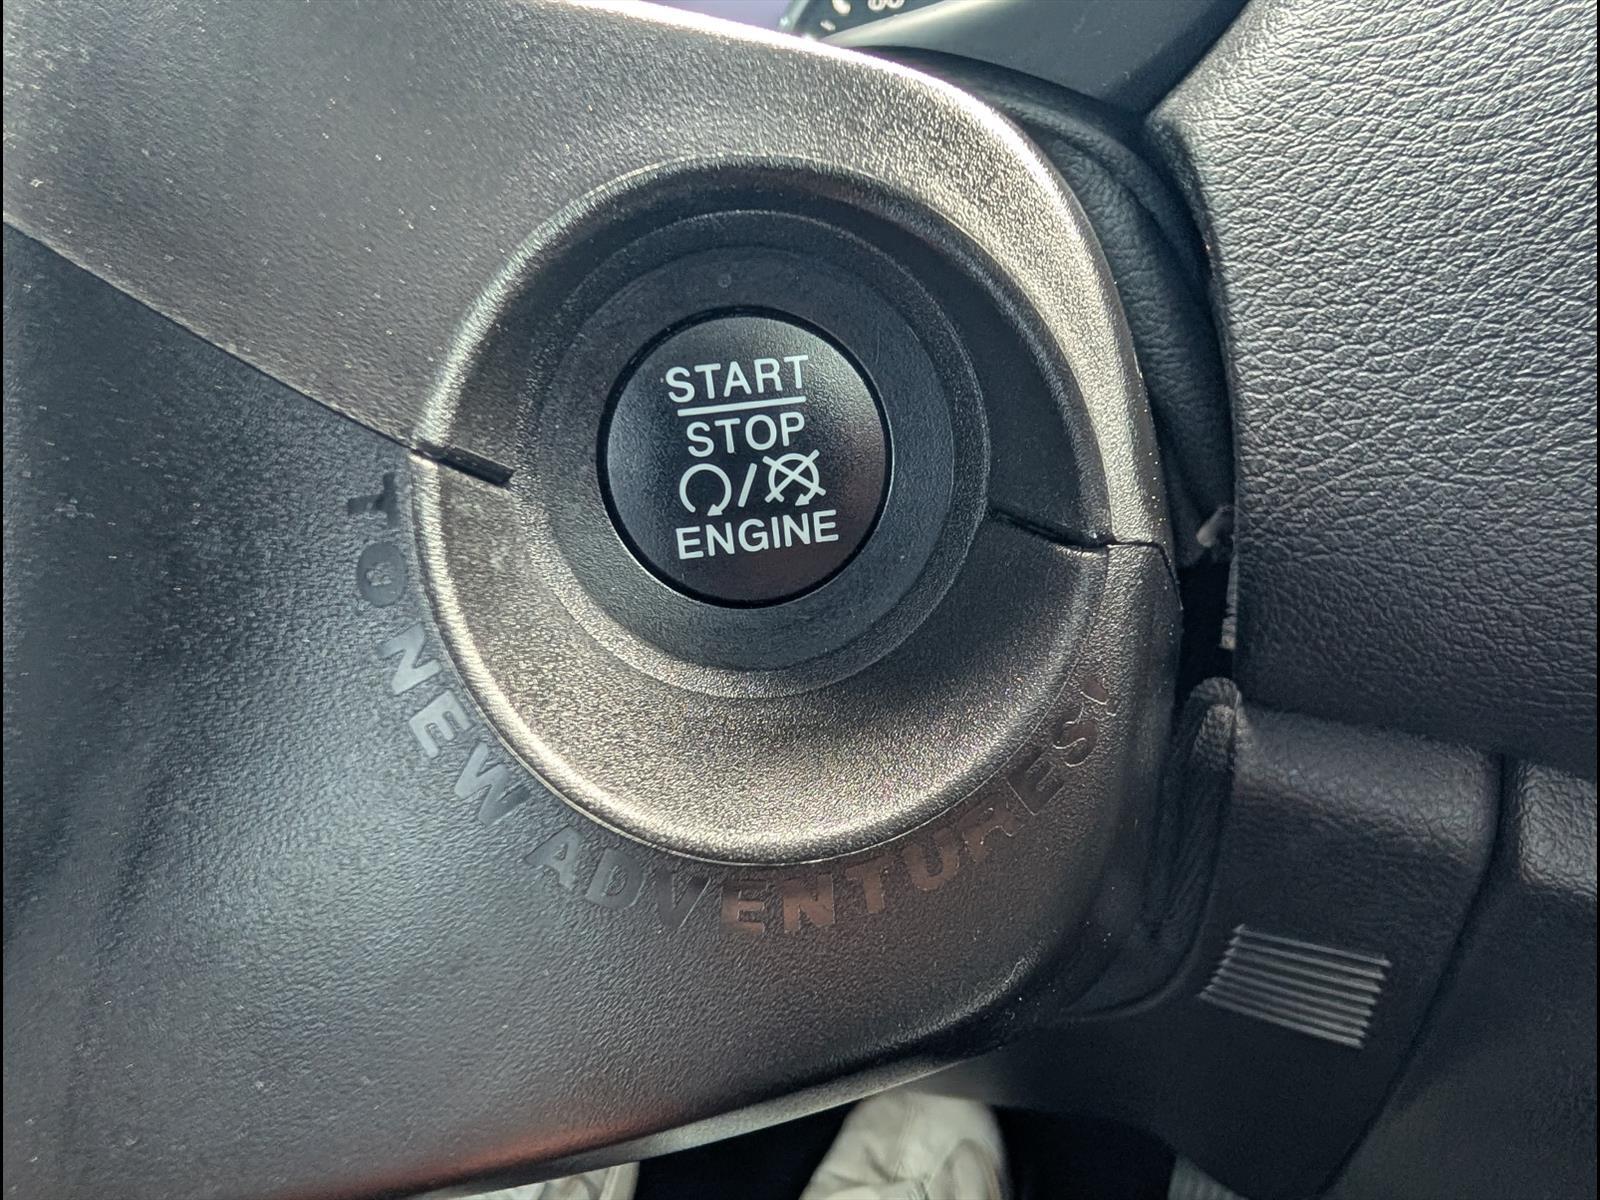 START
STOP
ENGINE
TO NEW ADVENTURES!